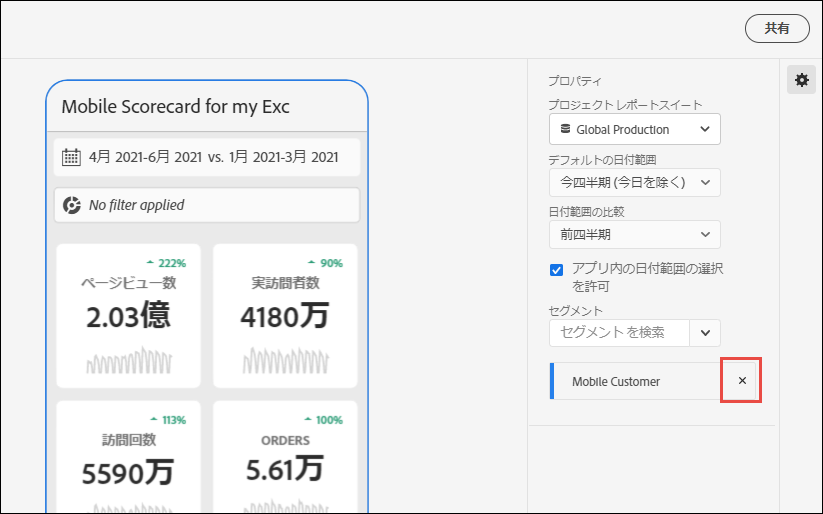 共有
Mobile Scorecard for my Exc
4月 2021-6月 2021 vs. 1月 2021-3月 2021
No filter applied
222%
ページビュー数
2.03億
90%
実訪問者数
4180万
113%
訪問回数
5590万
100%
ORDERS
5.61万
プロパティ
プロジェクトレポートスイート
Global Production
デフォルトの日付範囲
今四半期 (今日を除く)
日付範囲の比較
前四半期
アプリ内の日付範囲の選択
を許可
セグメント
セグメント を検索
Mobile Customer